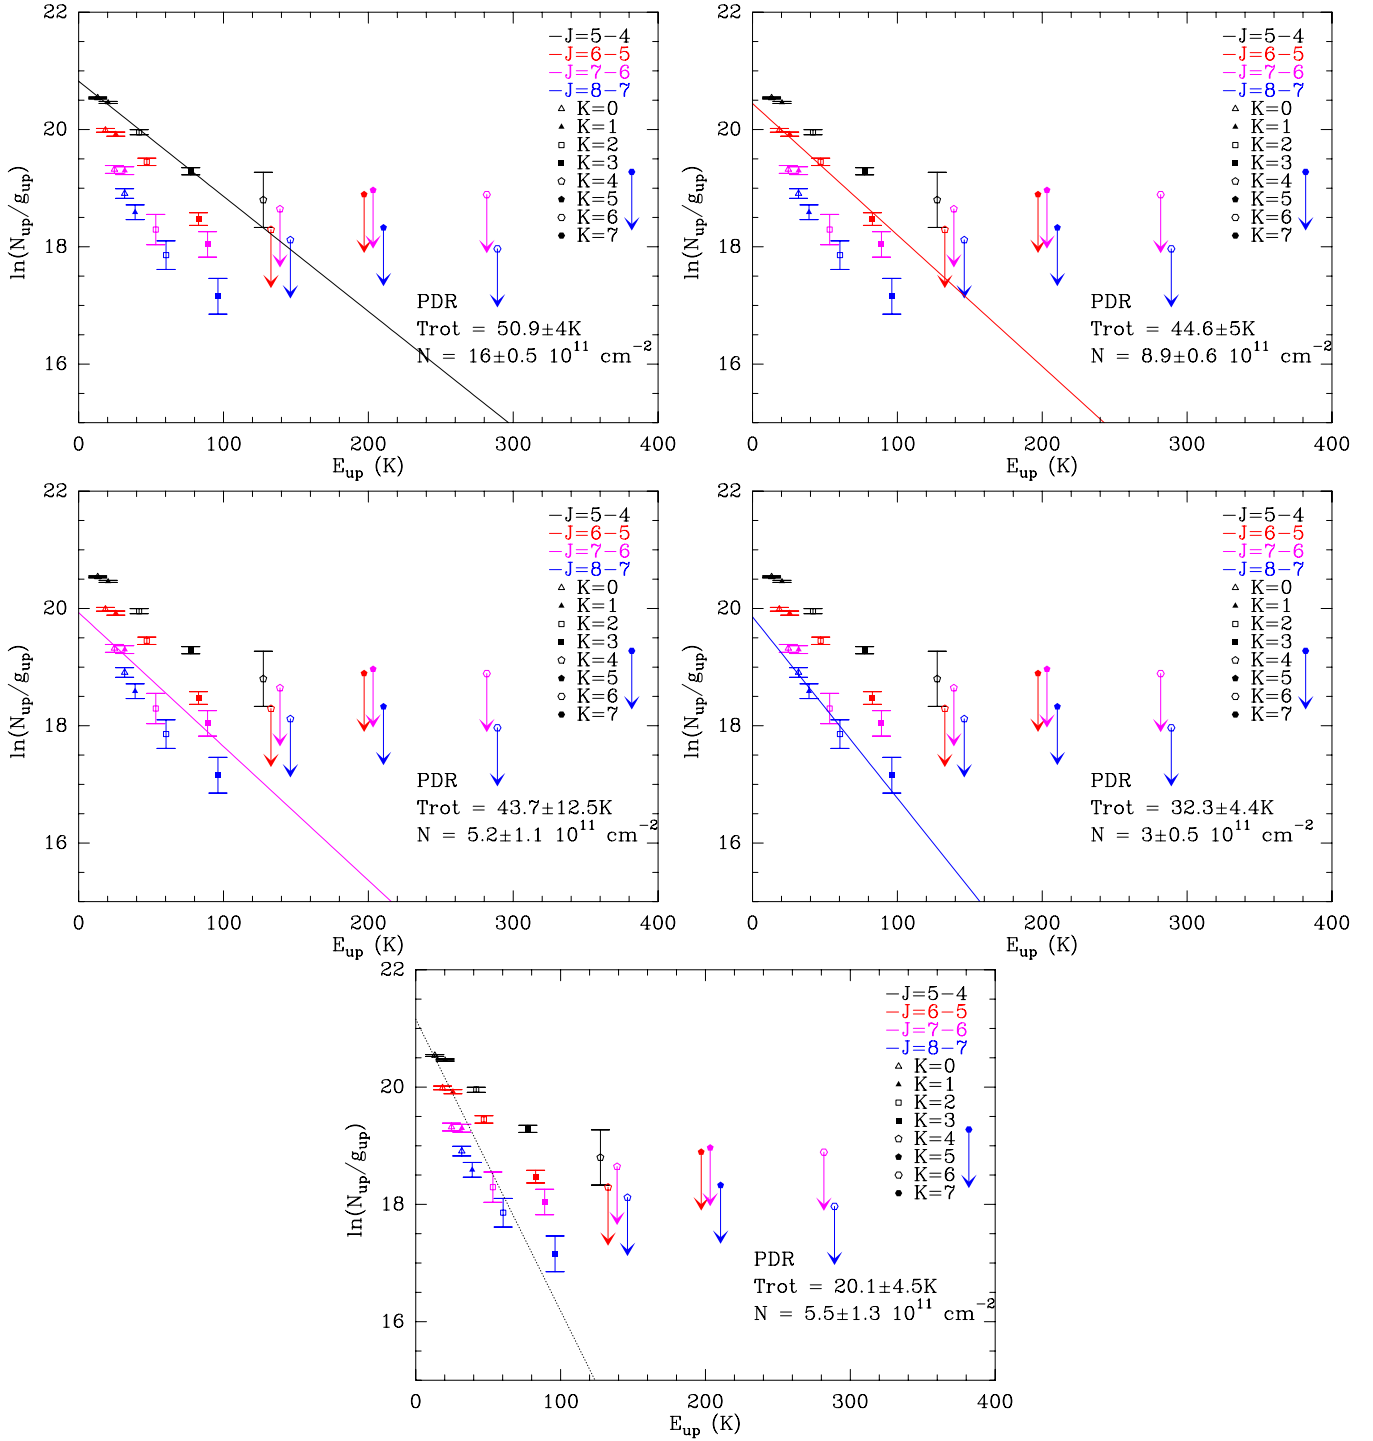 22
20
18
16
ln(Nup/gup)
0
100
200
300
400
Eup (K)
—J=5−4
—J=6−5
—J=7−6
—J=8−7
K=0
K=1
K=2
K=3
K=4
K=5
K=6
K=7
PDR
Trot = 50.9±4K
N = 16±0.5 10^11 cm^−2
22
20
18
16
ln(Nup/gup)
0
100
200
300
400
Eup (K)
—J=5−4
—J=6−5
—J=7−6
—J=8−7
K=0
K=1
K=2
K=3
K=4
K=5
K=6
K=7
PDR
Trot = 44.6±5K
N = 8.9±0.6 10^11 cm^−2
22
20
18
16
ln(Nup/gup)
0
100
200
300
400
Eup (K)
—J=5−4
—J=6−5
—J=7−6
—J=8−7
K=0
K=1
K=2
K=3
K=4
K=5
K=6
K=7
PDR
Trot = 43.7±12.5K
N = 5.2±1.1 10^11 cm^−2
22
20
18
16
ln(Nup/gup)
0
100
200
300
400
Eup (K)
—J=5−4
—J=6−5
—J=7−6
—J=8−7
K=0
K=1
K=2
K=3
K=4
K=5
K=6
K=7
PDR
Trot = 32.3±4.4K
N = 3±0.5 10^11 cm^−2
22
20
18
16
ln(Nup/gup)
0
100
200
300
400
Eup (K)
—J=5−4
—J=6−5
—J=7−6
—J=8−7
K=0
K=1
K=2
K=3
K=4
K=5
K=6
K=7
PDR
Trot = 20.1±4.5K
N = 5.5±1.3 10^11 cm^−2